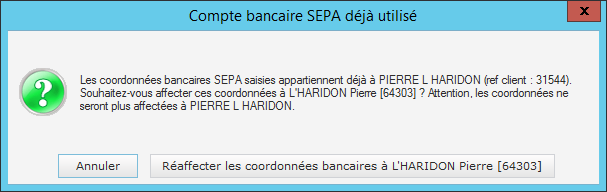 Compte bancaire SEPA déjà utilisé
x
?
Les coordonnées bancaires SEPA saisies appartiennent déjà à PIERRE L HARIDON (ref client : 31544).
Souhaitez-vous affecter ces coordonnées à L'HARIDON Pierre [64303] ? Attention, les coordonnées ne
seront plus affectées à PIERRE L HARIDON.
Annuler
Réaffecter les coordonnées bancaires à L'HARIDON Pierre [64303]